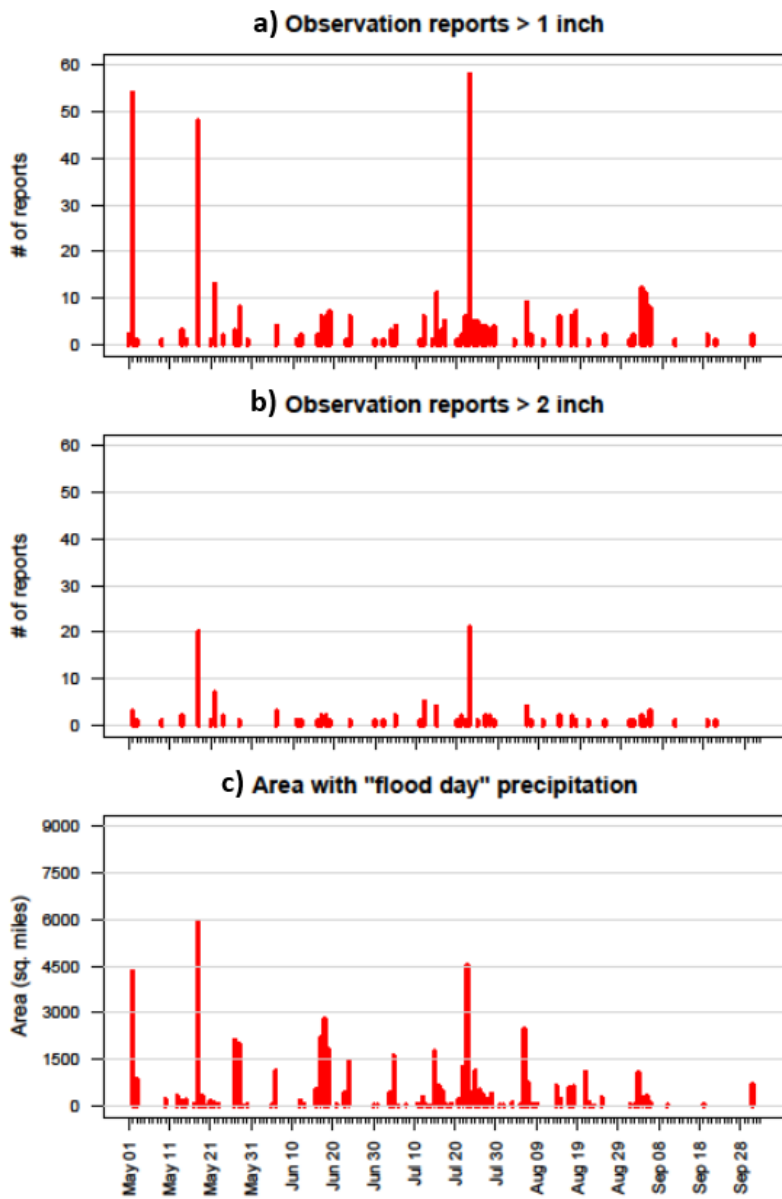 a) Observation reports > 1 inch
60
50
40
30
20
10
0
# of reports
b) Observation reports > 2 inch
60
50
40
30
20
10
0
# of reports
c) Area with "flood day" precipitation
9000
7500
6000
4500
3000
1500
0
Area (sq. miles)
May 01
May 11
May 21
May 31
Jun 10
Jun 20
Jun 30
Jul 10
Jul 20
Jul 30
Aug 09
Aug 19
Aug 29
Sep 08
Sep 18
Sep 28